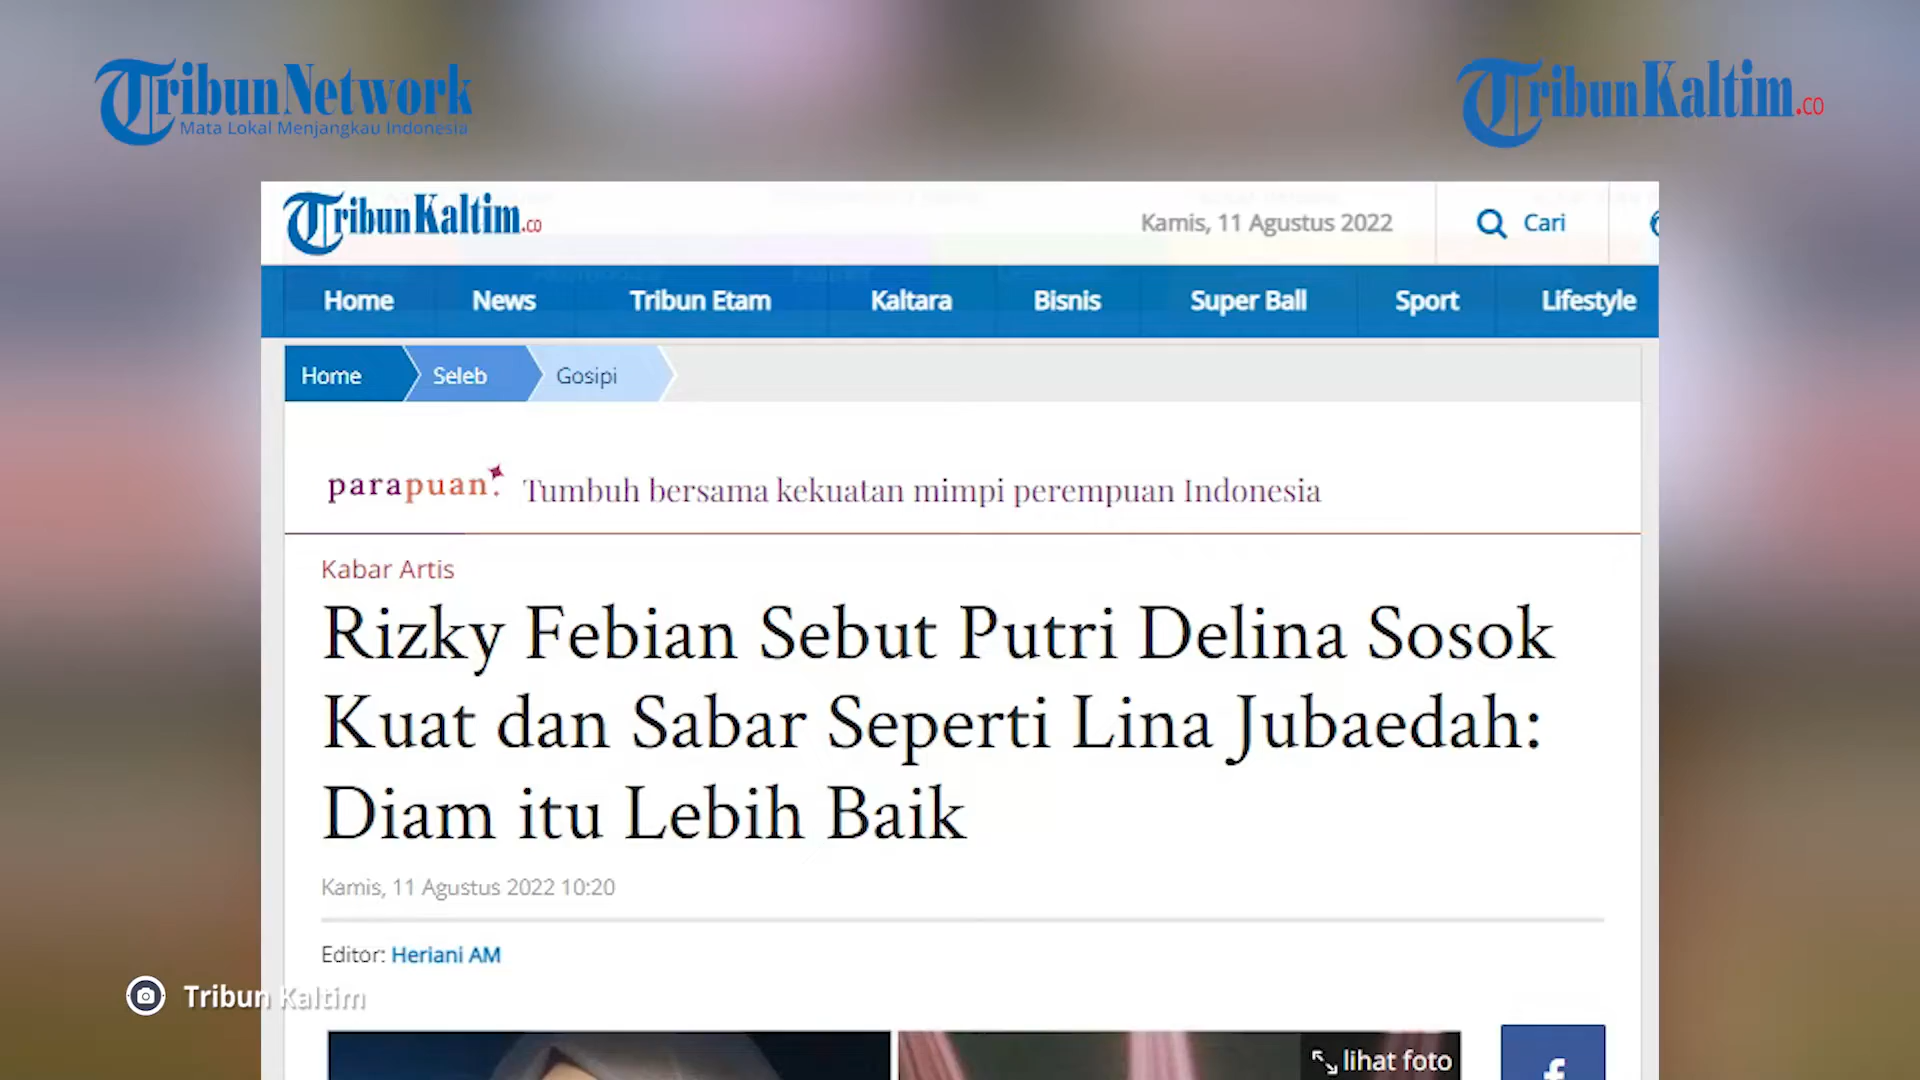 TribunNetwork
Mata Lokal Menjangkau Indonesia
TribunKaltim.co
TribunKaltim.co
Kamis, 11 Agustus 2022
Cari
Home News Tribun Etam Kaltara Bisnis Super Ball Sport Lifestyle
Home Seleb Gosipi
parapuan. Tumbuh bersama kekuatan mimpi perempuan Indonesia
Kabar Artis
Rizky Febian Sebut Putri Delina Sosok
Kuat dan Sabar Seperti Lina Jubaedah:
Diam itu Lebih Baik
Kamis, 11 Agustus 2022 10:20
Editor: Heriani AM
Tribun Kaltim
lihat foto
f